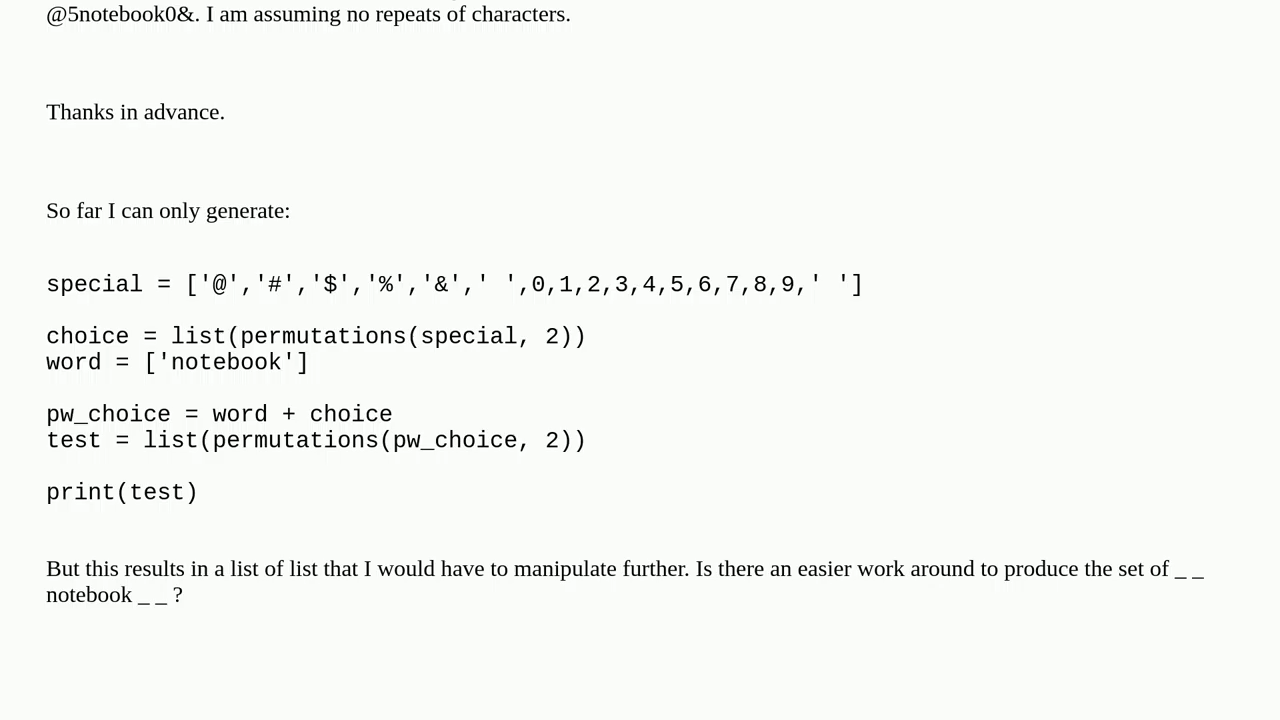 @5notebook0&. I am assuming no repeats of characters.
Thanks in advance.
So far I can only generate:
special = ['@','#','$','%','&',' ',0,1,2,3,4,5,6,7,8,9,' ']
choice = list(permutations(special, 2))
word = ['notebook']
pw_choice = word + choice
test = list(permutations(pw_choice, 2))
print(test)
But this results in a list of list that I would have to manipulate further. Is there an easier work around to produce the set of _ _
notebook _ _ ?